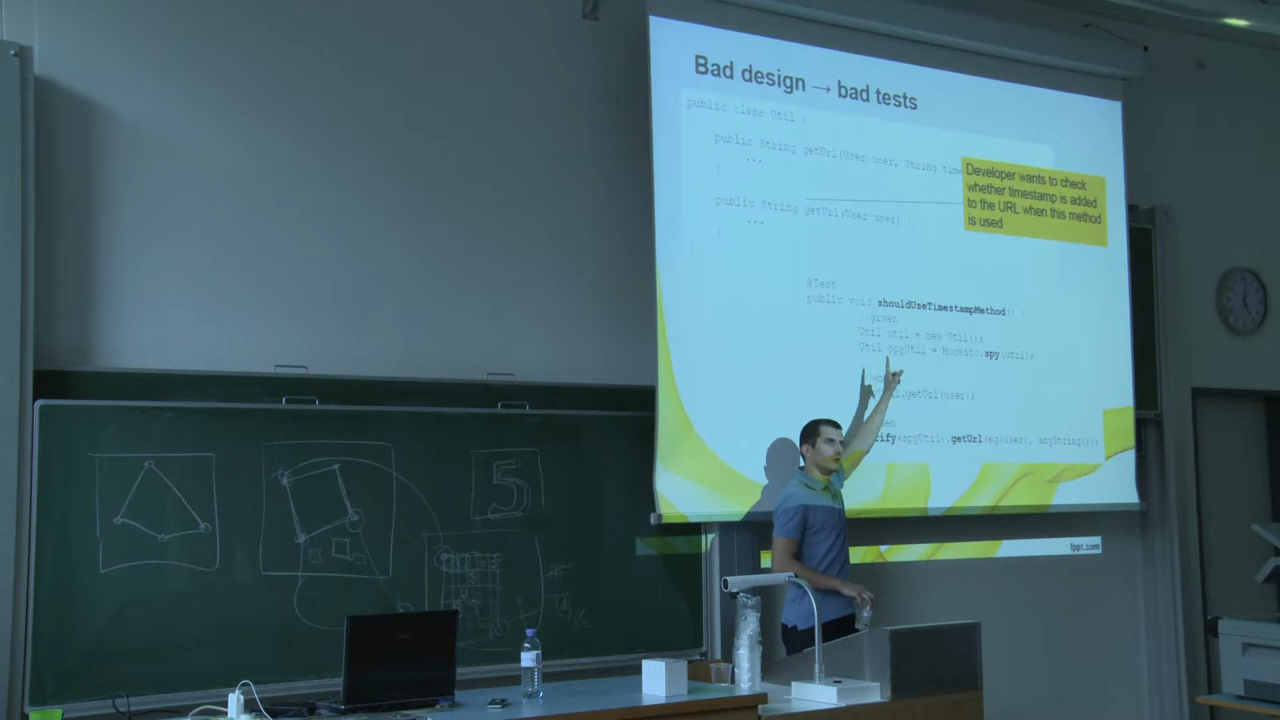 Bad design → bad tests
public class Util {
public String getUrl(User user, String time
...
}
public String getUrl(User user) {
...
}
}
Developer wants to check
whether timestamp is added
to the URL when this method
is used
@Test
public void shouldUseTimestampMethod() {
given
Util util = new Util();
Util spyUtil = Mockito.spy(util);
.getUrl(user);
rify(spyUtil).getUrl(eq(user), anyString());
fppt.com
5